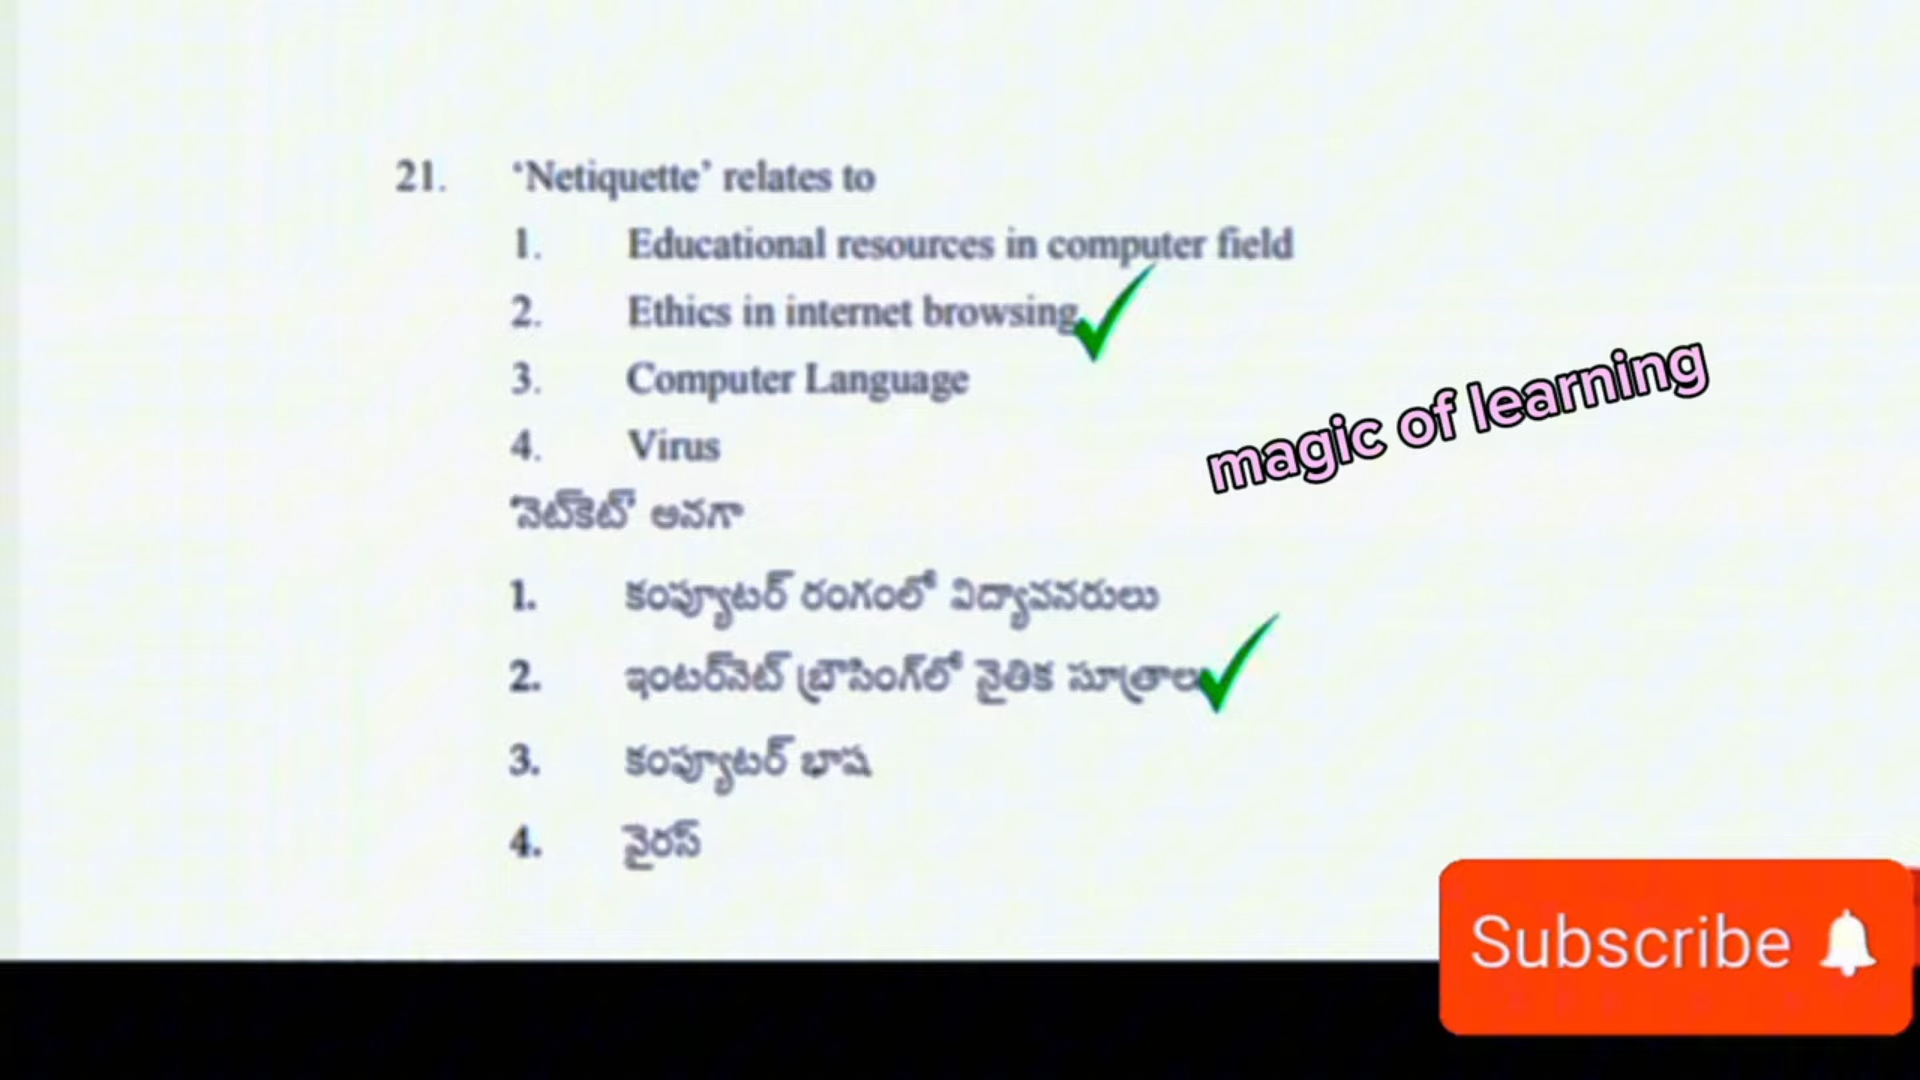 21. ‘Netiquette’ relates to
1. Educational resources in computer field
2. Ethics in internet browsing
3. Computer Language
4. Virus
'నెట్‌కెట్' అనగా
1. కంప్యూటర్ రంగంలో విద్యావనరులు
2. ఇంటర్‌నెట్ బ్రౌసింగ్‌లో నైతిక సూత్రాలు
3. కంప్యూటర్ భాష
4. వైరస్
magic of learning
Subscribe